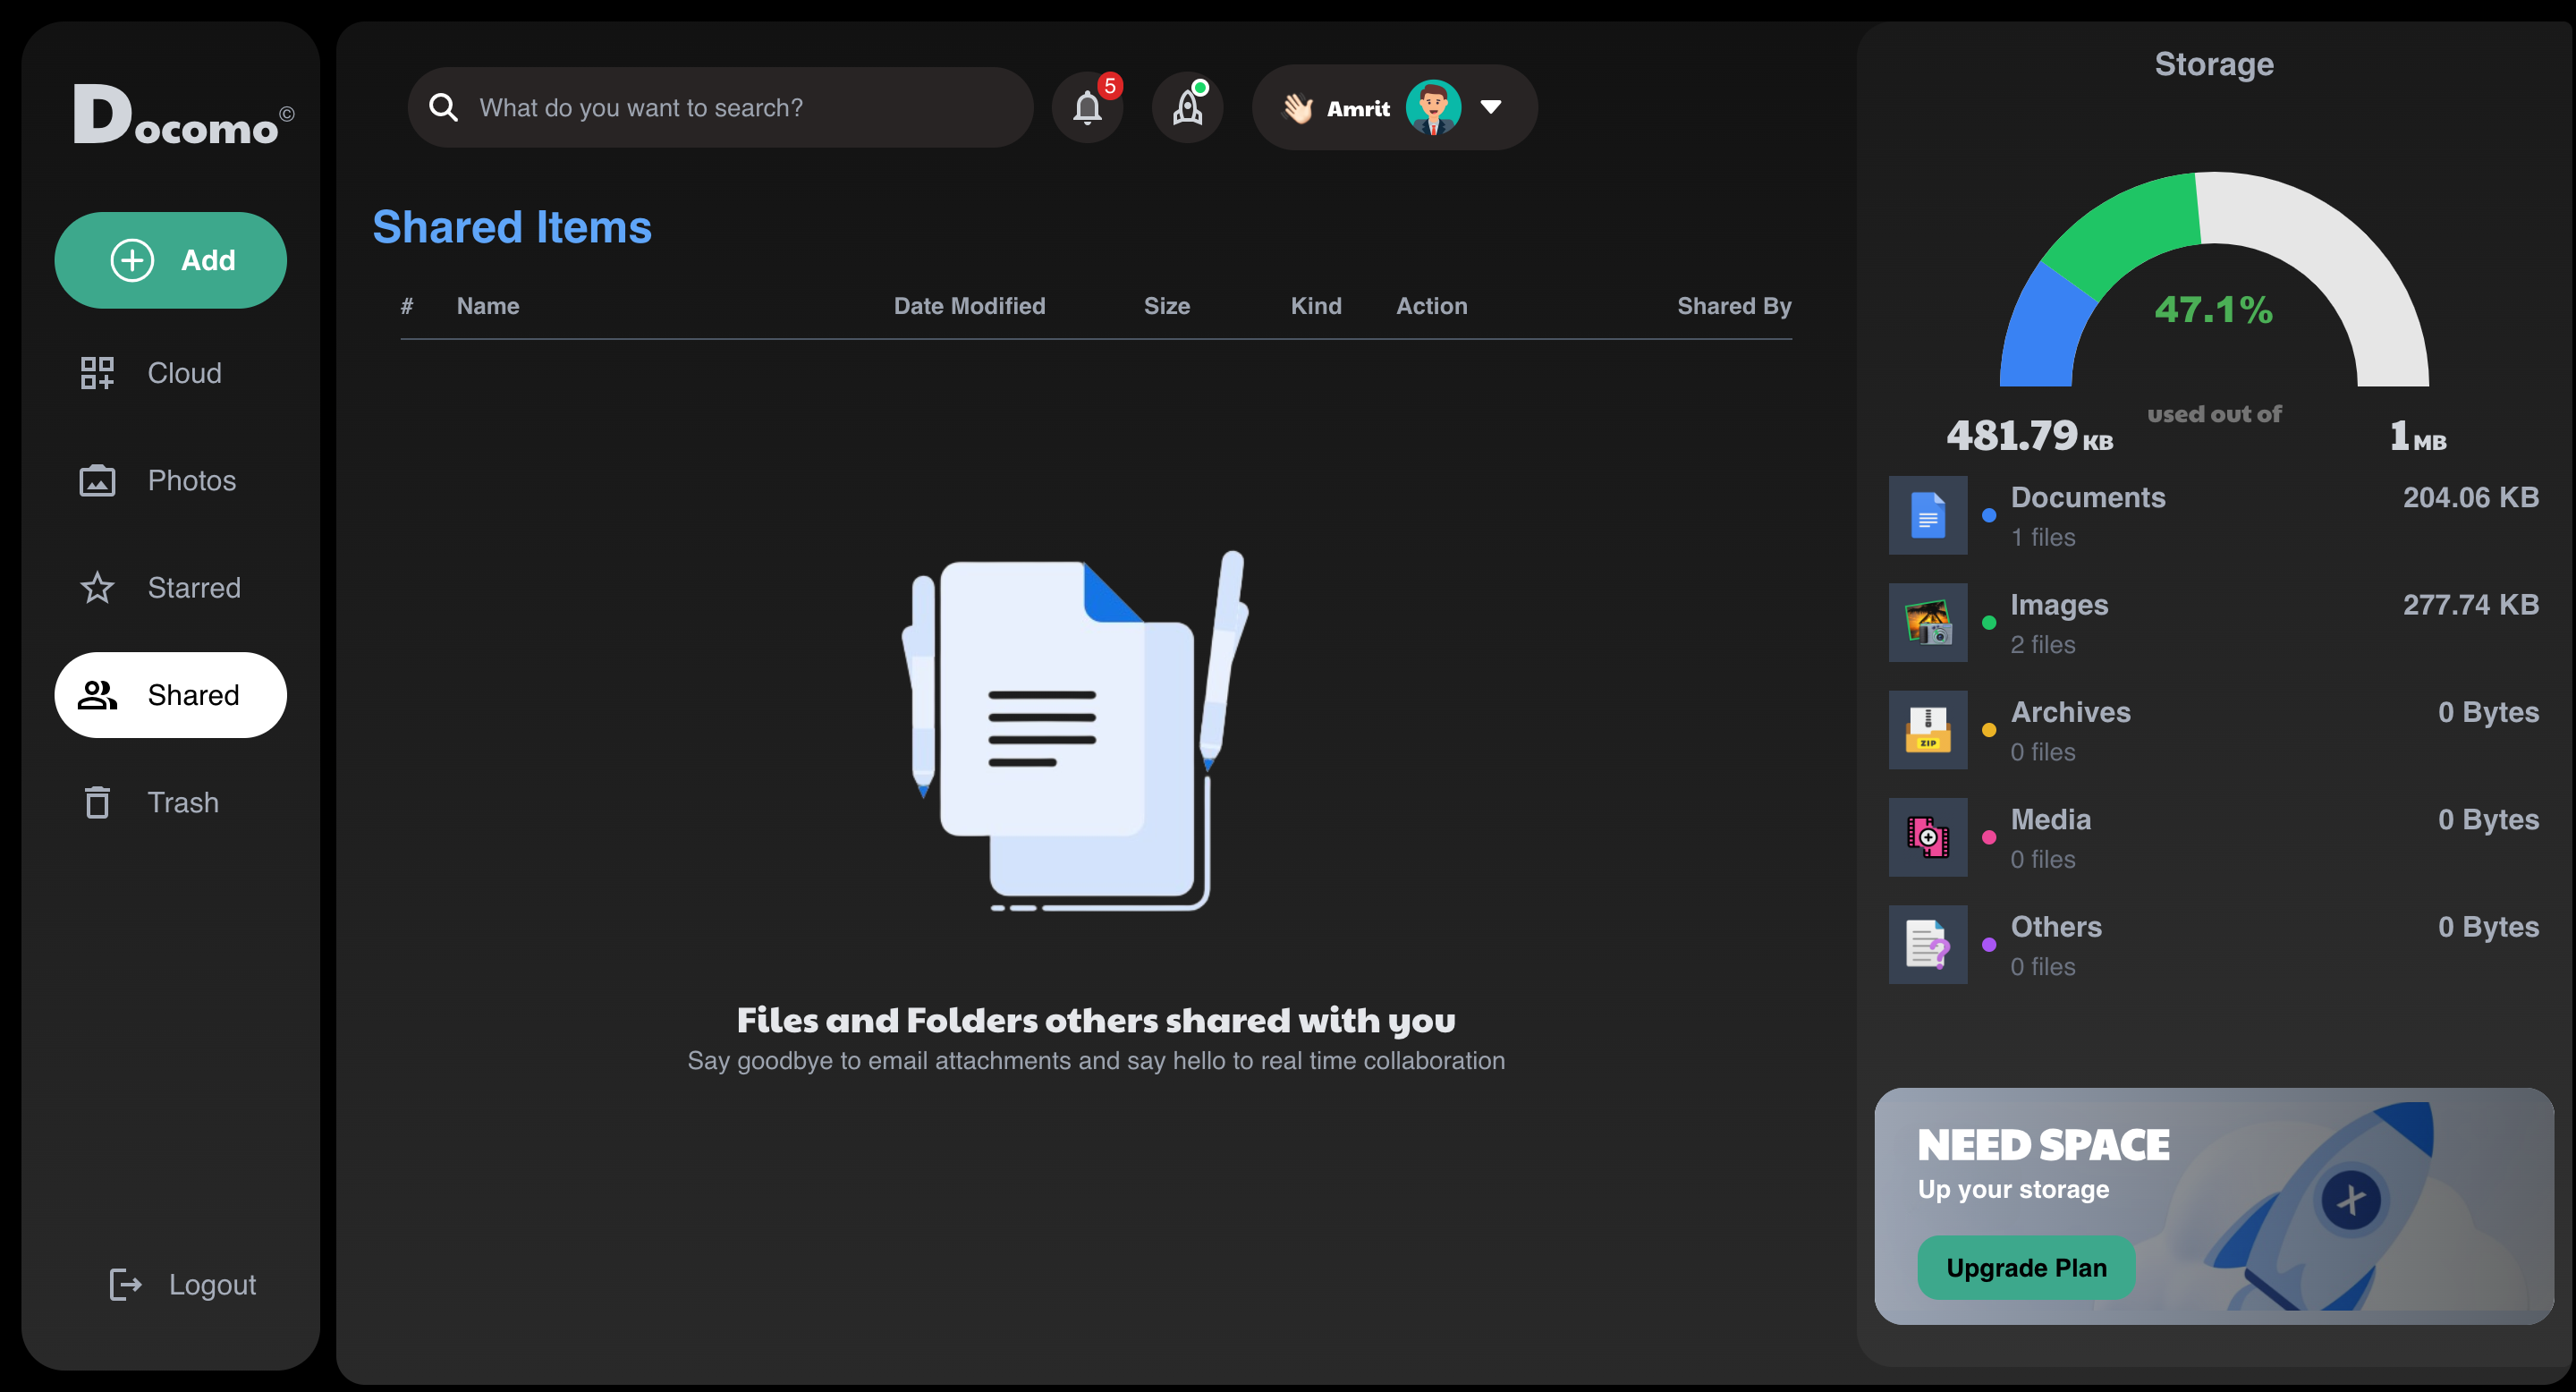 Docomo©
Add
Cloud
Photos
Starred
Shared
Trash
Logout
What do you want to search?
5
Amrit
Shared Items
# Name Date Modified Size Kind Action Shared By
Files and Folders others shared with you
Say goodbye to email attachments and say hello to real time collaboration
Storage
47.1%
used out of
481.79 KB 1 MB
Documents 204.06 KB
1 files
Images 277.74 KB
2 files
ZIP
Archives 0 Bytes
0 files
Media 0 Bytes
0 files
Others 0 Bytes
0 files
NEED SPACE
Up your storage
X
Upgrade Plan